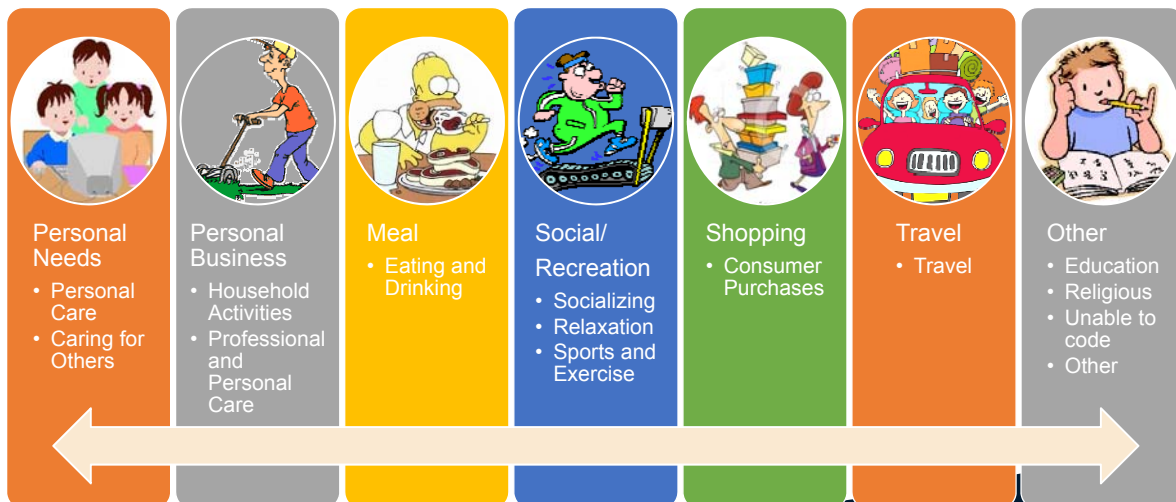 Personal
Needs
• Personal
Care
• Caring for
Others
Personal
Business
• Household
Activities
• Professional
and
Personal
Care
Meal
• Eating and
Drinking
Social/
Recreation
• Socializing
• Relaxation
• Sports and
Exercise
Shopping
• Consumer
Purchases
Travel
• Travel
Other
• Education
• Religious
• Unable to
code
• Other